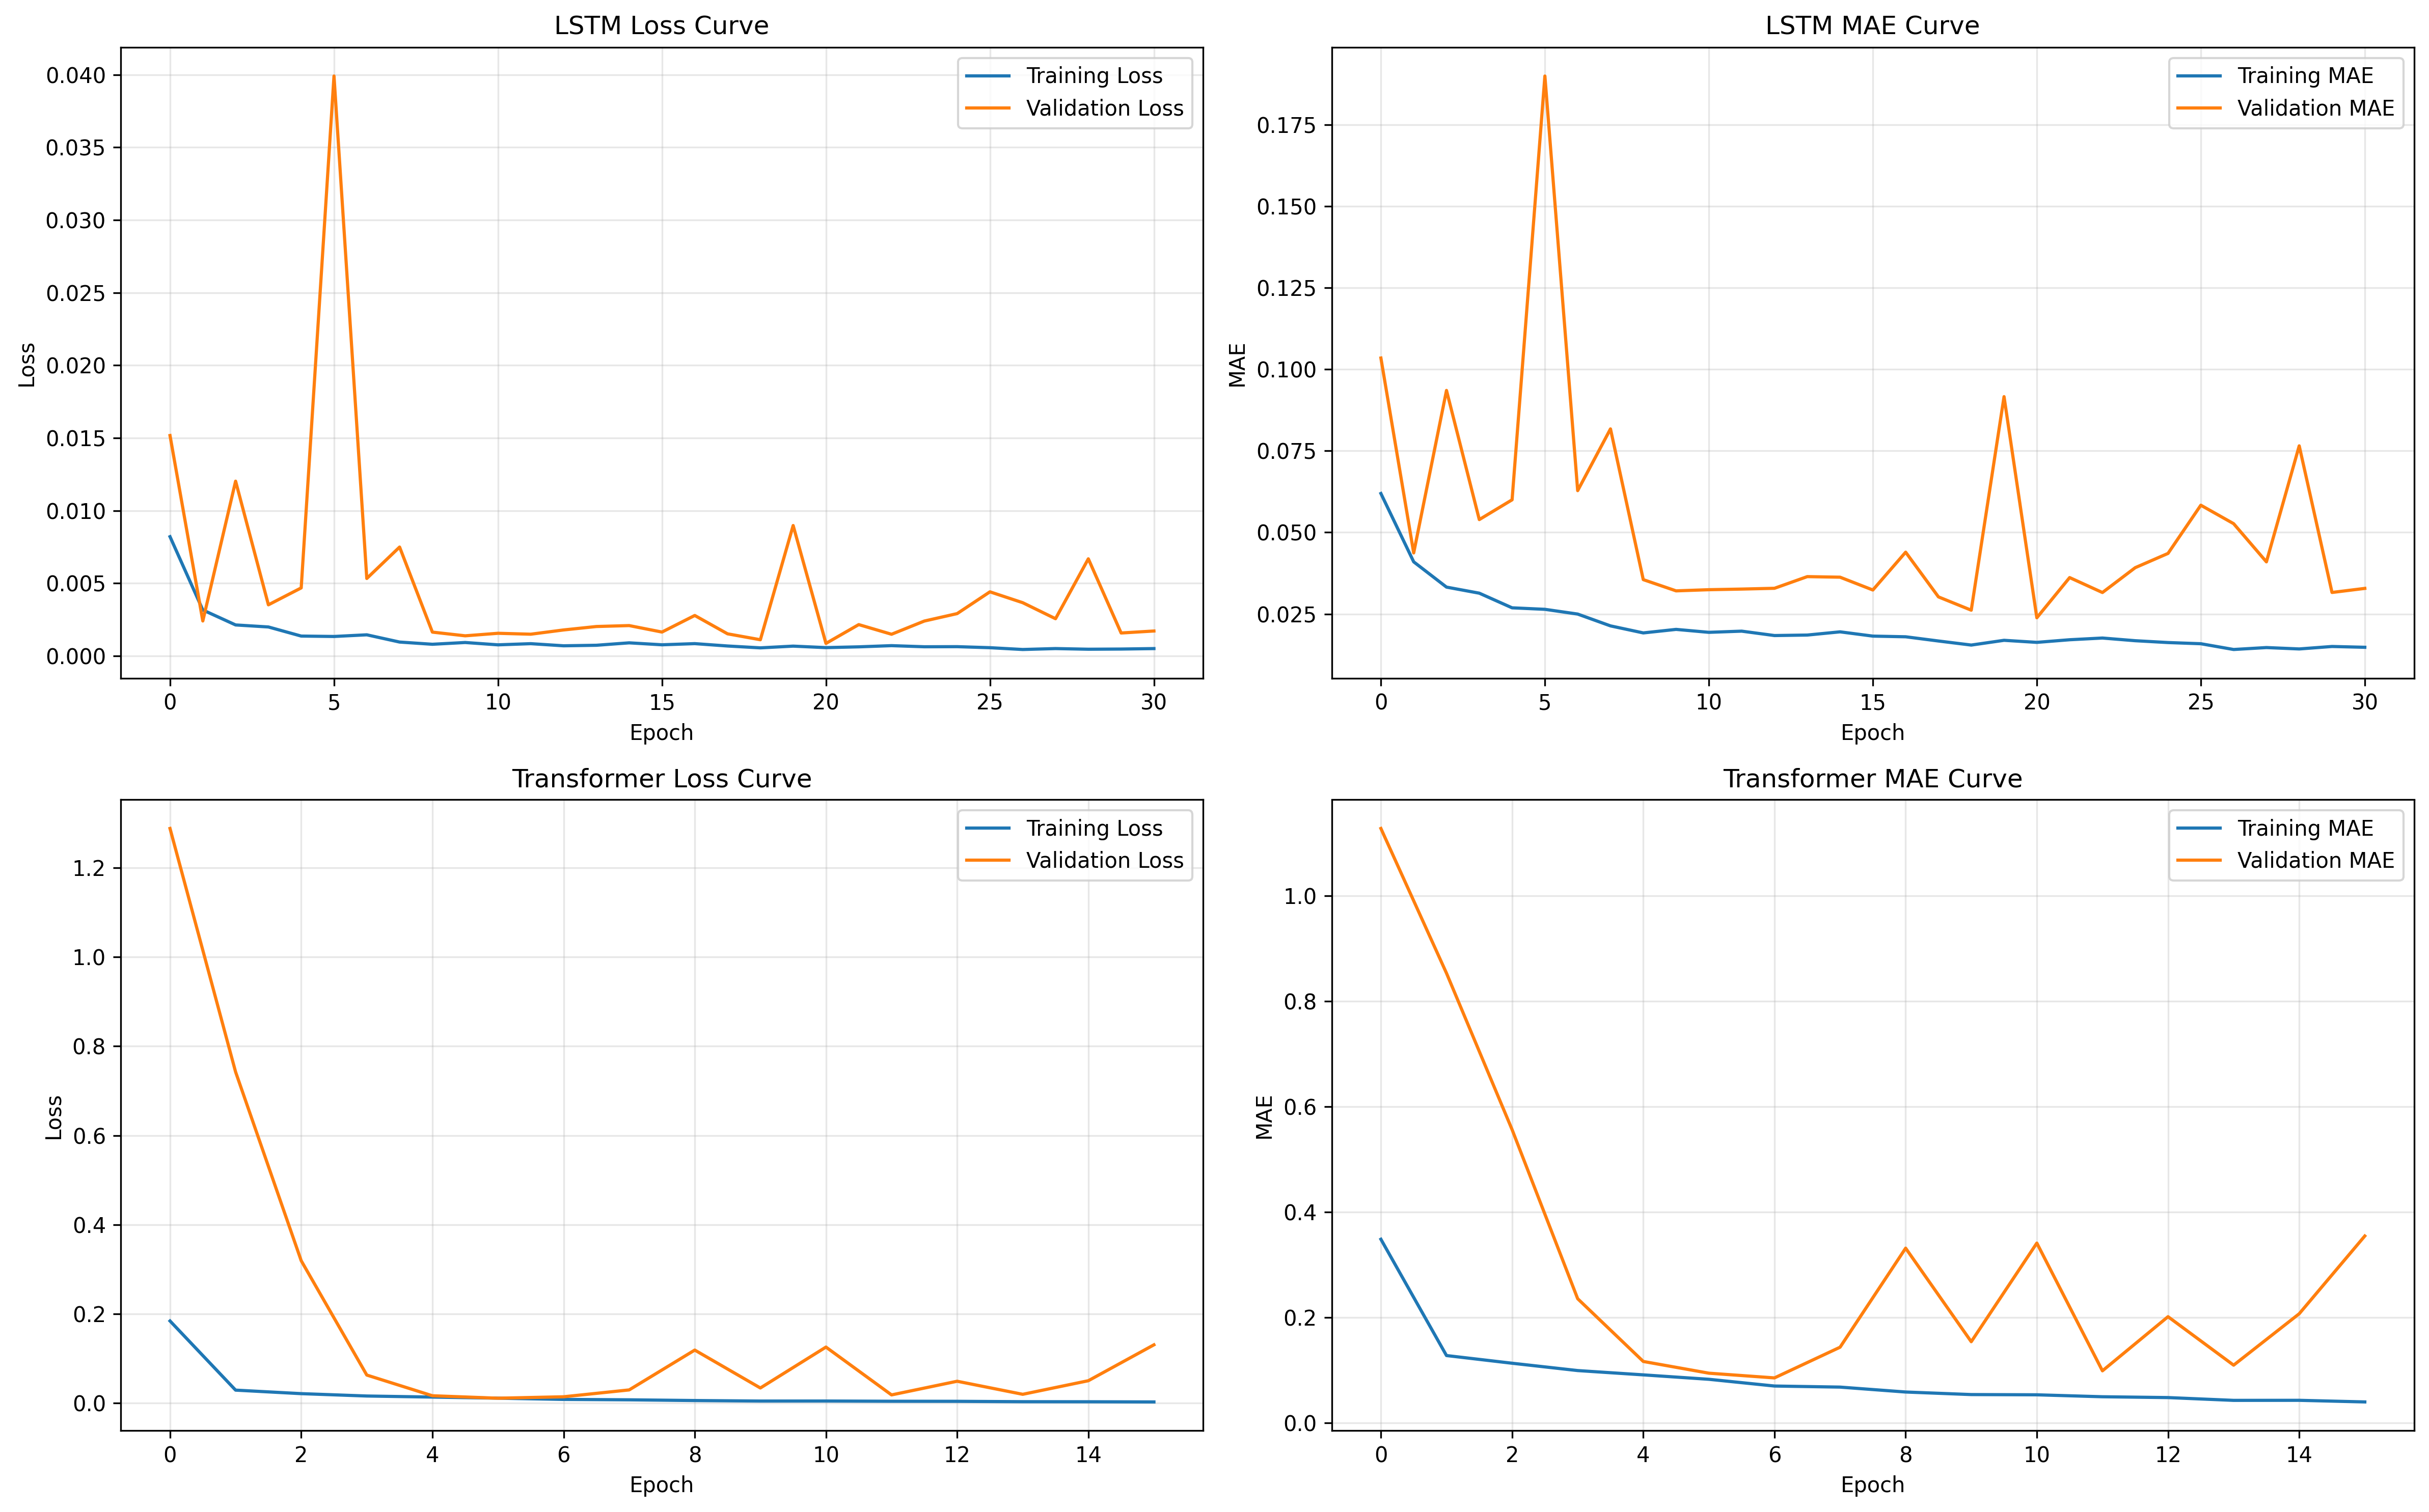 LSTM Loss Curve
Training Loss
Validation Loss
0.040
0.035
0.030
0.025
0.020
0.015
0.010
0.005
0.000
Loss
0 5 10 15 20 25 30
Epoch
LSTM MAE Curve
Training MAE
Validation MAE
0.175
0.150
0.125
0.100
0.075
0.050
0.025
MAE
0 5 10 15 20 25 30
Epoch
Transformer Loss Curve
Training Loss
Validation Loss
1.2
1.0
0.8
0.6
0.4
0.2
0.0
Loss
0 2 4 6 8 10 12 14
Epoch
Transformer MAE Curve
Training MAE
Validation MAE
1.0
0.8
0.6
0.4
0.2
0.0
MAE
0 2 4 6 8 10 12 14
Epoch